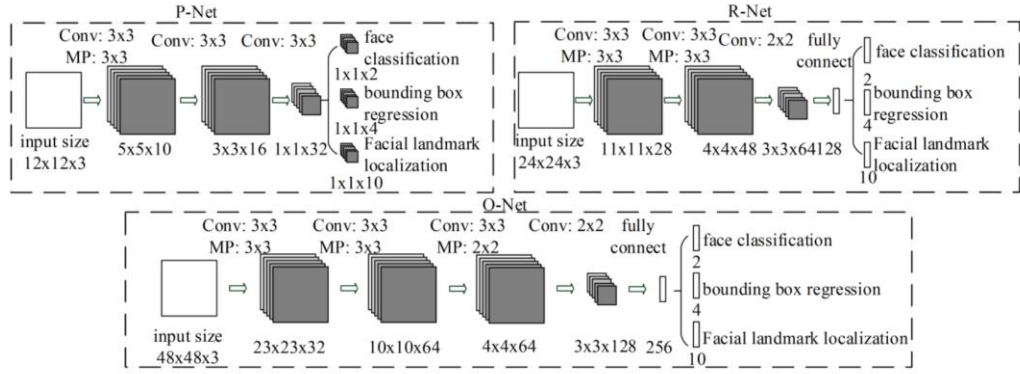 P-Net
Conv: 3x3 Conv: 3x3 Conv: 3x3
MP: 3x3
face
classification
1x1x2
bounding box
regression
1x1x4
Facial landmark
localization
1x1x10
input size
12x12x3
5x5x10
3x3x16
1x1x32
R-Net
Conv: 3x3 Conv: 3x3 Conv: 2x2 fully
MP: 3x3 MP: 3x3 connect
face classification
2
bounding box
regression
4
Facial landmark
localization
10
input size
24x24x3
11x11x28
4x4x48
3x3x64
128
O-Net
Conv: 3x3 Conv: 3x3 Conv: 3x3 Conv: 2x2 fully
MP: 3x3 MP: 3x3 MP: 2x2 connect
face classification
2
bounding box regression
4
Facial landmark localization
10
input size
48x48x3
23x23x32
10x10x64
4x4x64
3x3x128
256